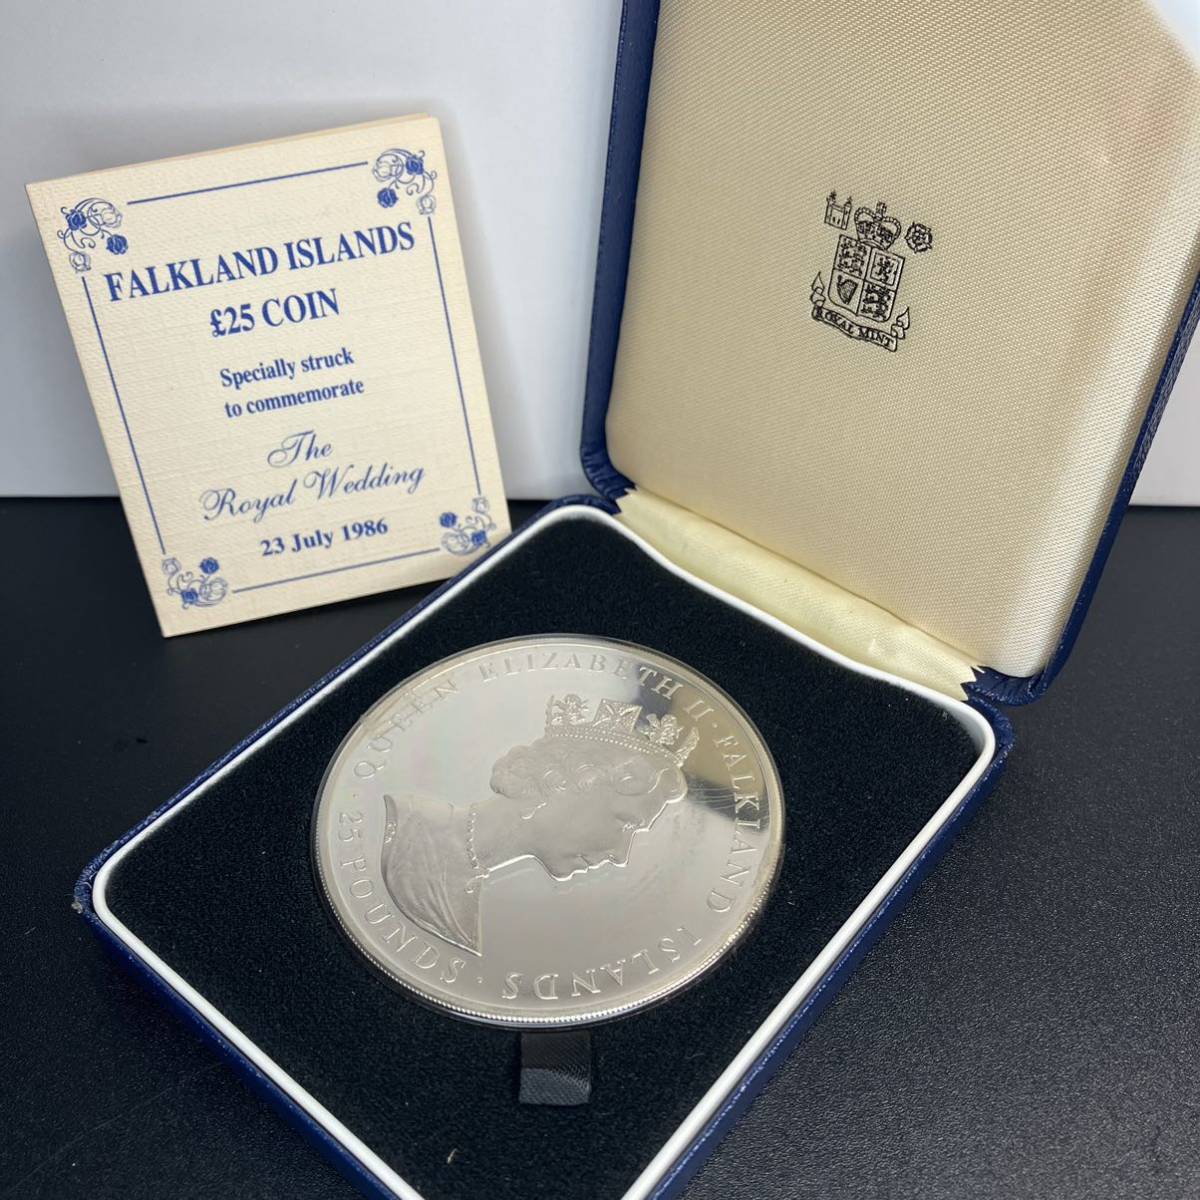 FALKLAND ISLANDS
£25 COIN
Specially struck
to commemorate
The
Royal Wedding
23 July 1986
ROYAL MINT
QUEEN ELIZABETH II · FALKLAND ISLANDS · 25 POUNDS ·